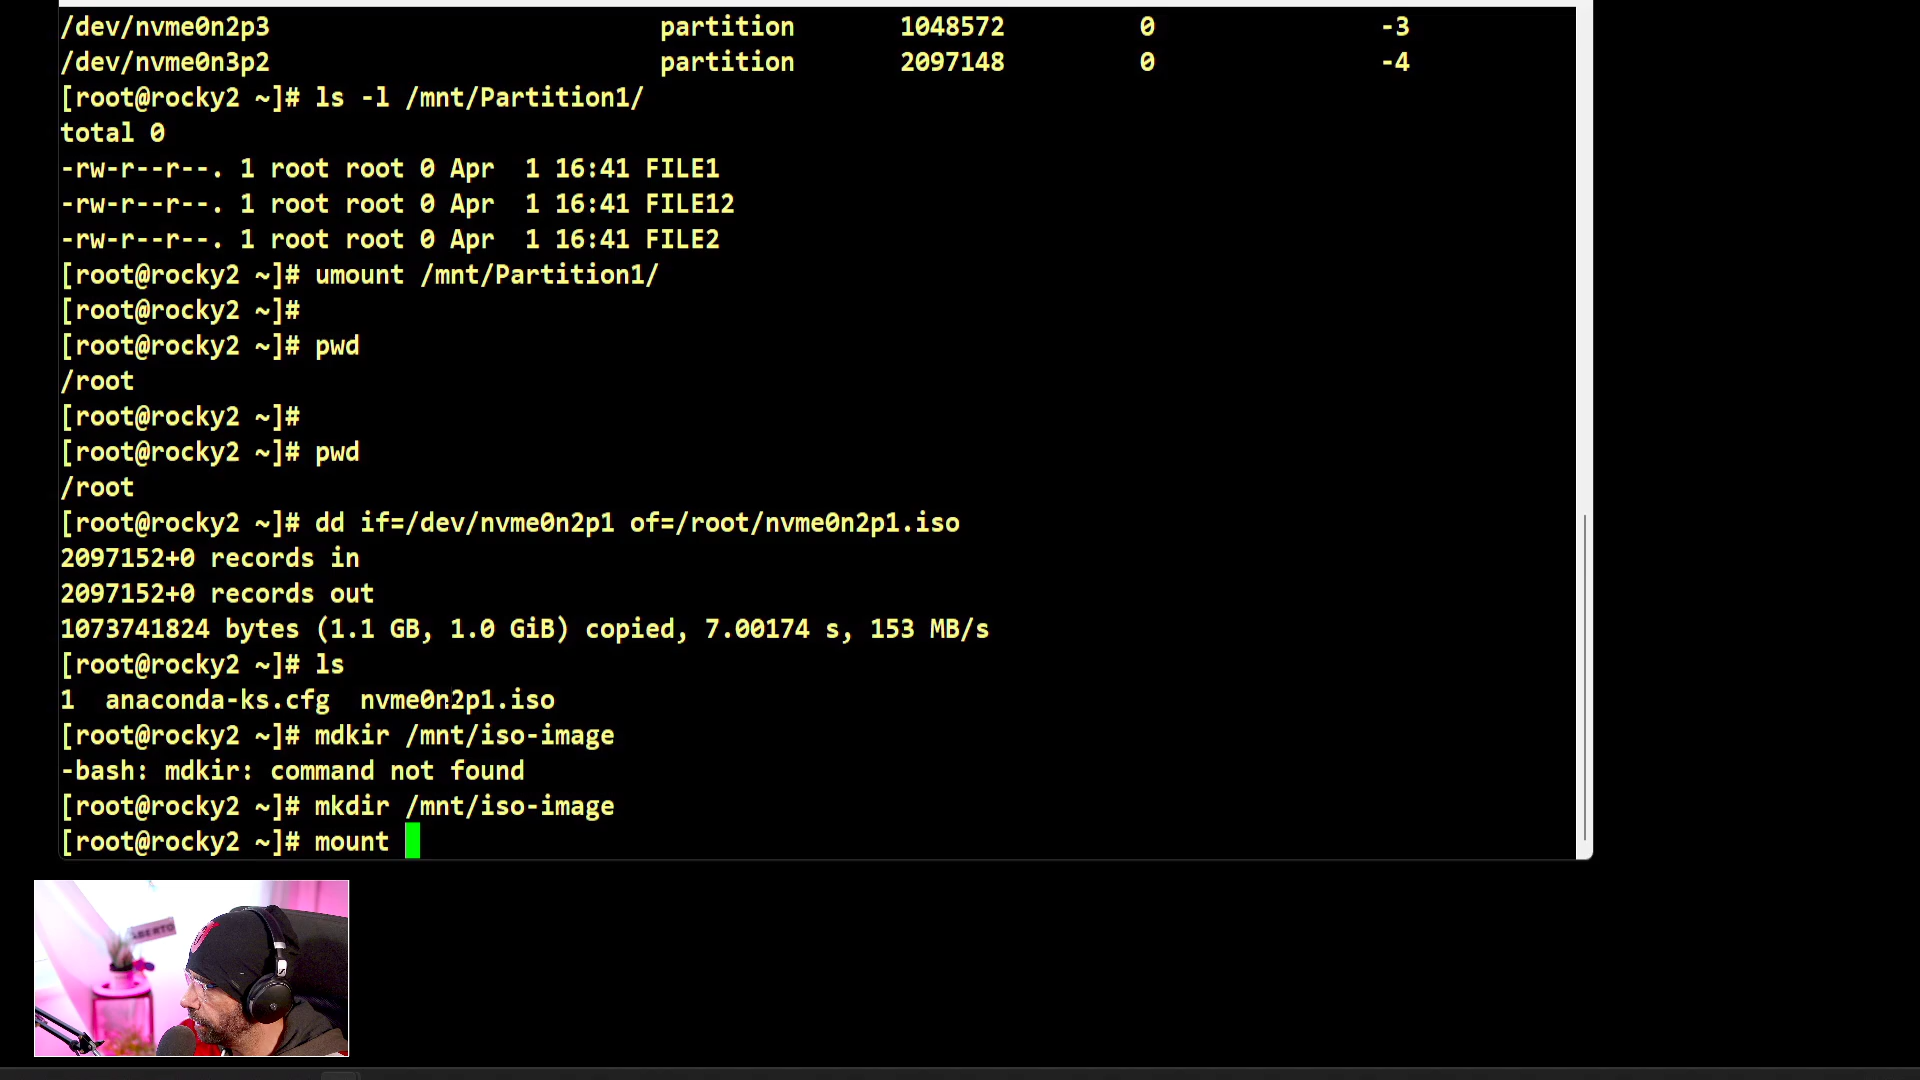 /dev/nvme0n2p3 partition 1048572 0 -3
/dev/nvme0n3p2 partition 2097148 0 -4
[root@rocky2 ~]# ls -l /mnt/Partition1/
total 0
-rw-r--r--. 1 root root 0 Apr  1 16:41 FILE1
-rw-r--r--. 1 root root 0 Apr  1 16:41 FILE12
-rw-r--r--. 1 root root 0 Apr  1 16:41 FILE2
[root@rocky2 ~]# umount /mnt/Partition1/
[root@rocky2 ~]#
[root@rocky2 ~]# pwd
/root
[root@rocky2 ~]#
[root@rocky2 ~]# pwd
/root
[root@rocky2 ~]# dd if=/dev/nvme0n2p1 of=/root/nvme0n2p1.iso
2097152+0 records in
2097152+0 records out
1073741824 bytes (1.1 GB, 1.0 GiB) copied, 7.00174 s, 153 MB/s
[root@rocky2 ~]# ls
1  anaconda-ks.cfg  nvme0n2p1.iso
[root@rocky2 ~]# mdkir /mnt/iso-image
-bash: mdkir: command not found
[root@rocky2 ~]# mkdir /mnt/iso-image
[root@rocky2 ~]# mount